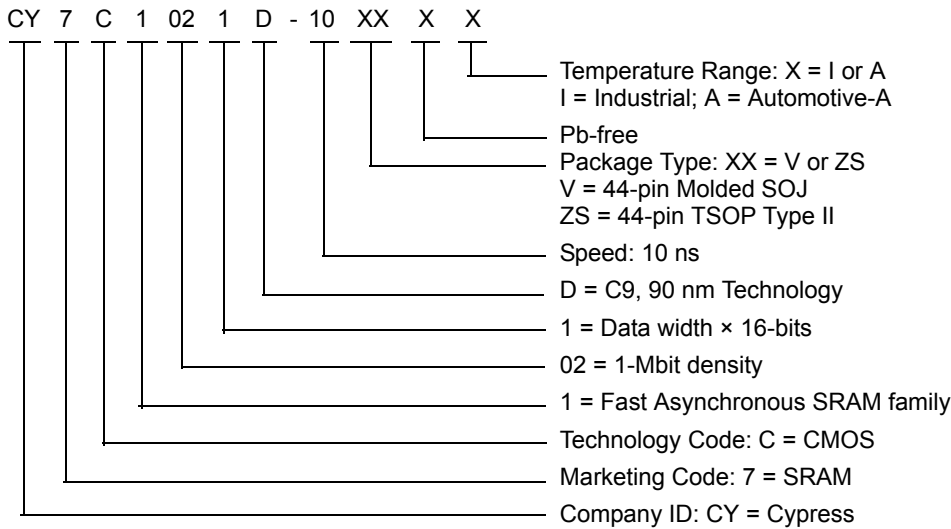 CY 7 C 1 02 1 D - 10 XX X X
Temperature Range: X = I or A
I = Industrial; A = Automotive-A
Pb-free
Package Type: XX = V or ZS
V = 44-pin Molded SOJ
ZS = 44-pin TSOP Type II
Speed: 10 ns
D = C9, 90 nm Technology
1 = Data width × 16-bits
02 = 1-Mbit density
1 = Fast Asynchronous SRAM family
Technology Code: C = CMOS
Marketing Code: 7 = SRAM
Company ID: CY = Cypress